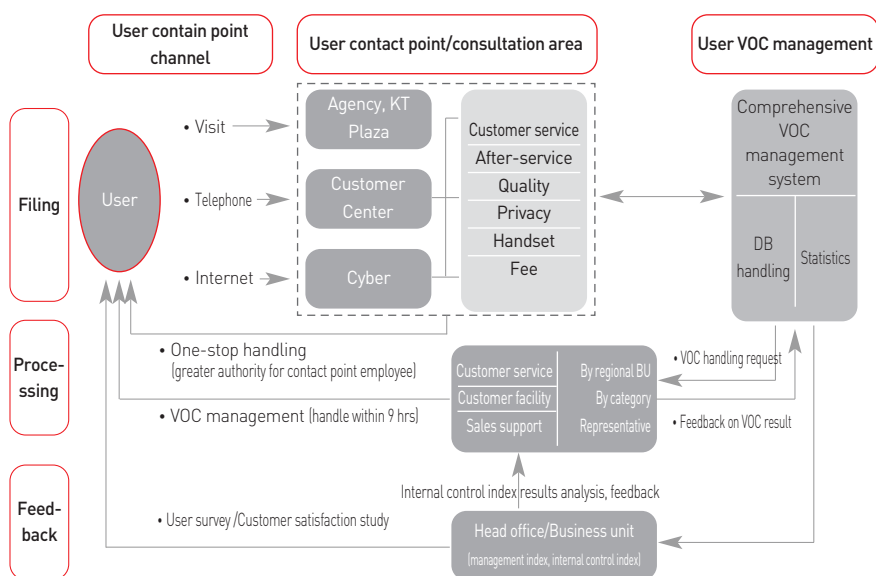 User contain point
channel
User contact point/consultation area
User VOC management
Filing
User
• Visit
• Telephone
• Internet
Agency, KT
Plaza
Customer
Center
Cyber
Customer service
After-service
Quality
Privacy
Handset
Fee
Comprehensive
VOC
management
system
DB
handling
Statistics
Proce-
ssing
• One-stop handling
(greater authority for contact point employee)
• VOC management (handle within 9 hrs)
Customer service
Customer facility
Sales support
By regional BU
By category
Representative
• VOC handling request
• Feedback on VOC result
Feed-
back
Internal control index results analysis, feedback
• User survey /Customer satisfaction study
Head office/Business unit
(management index, internal control index)